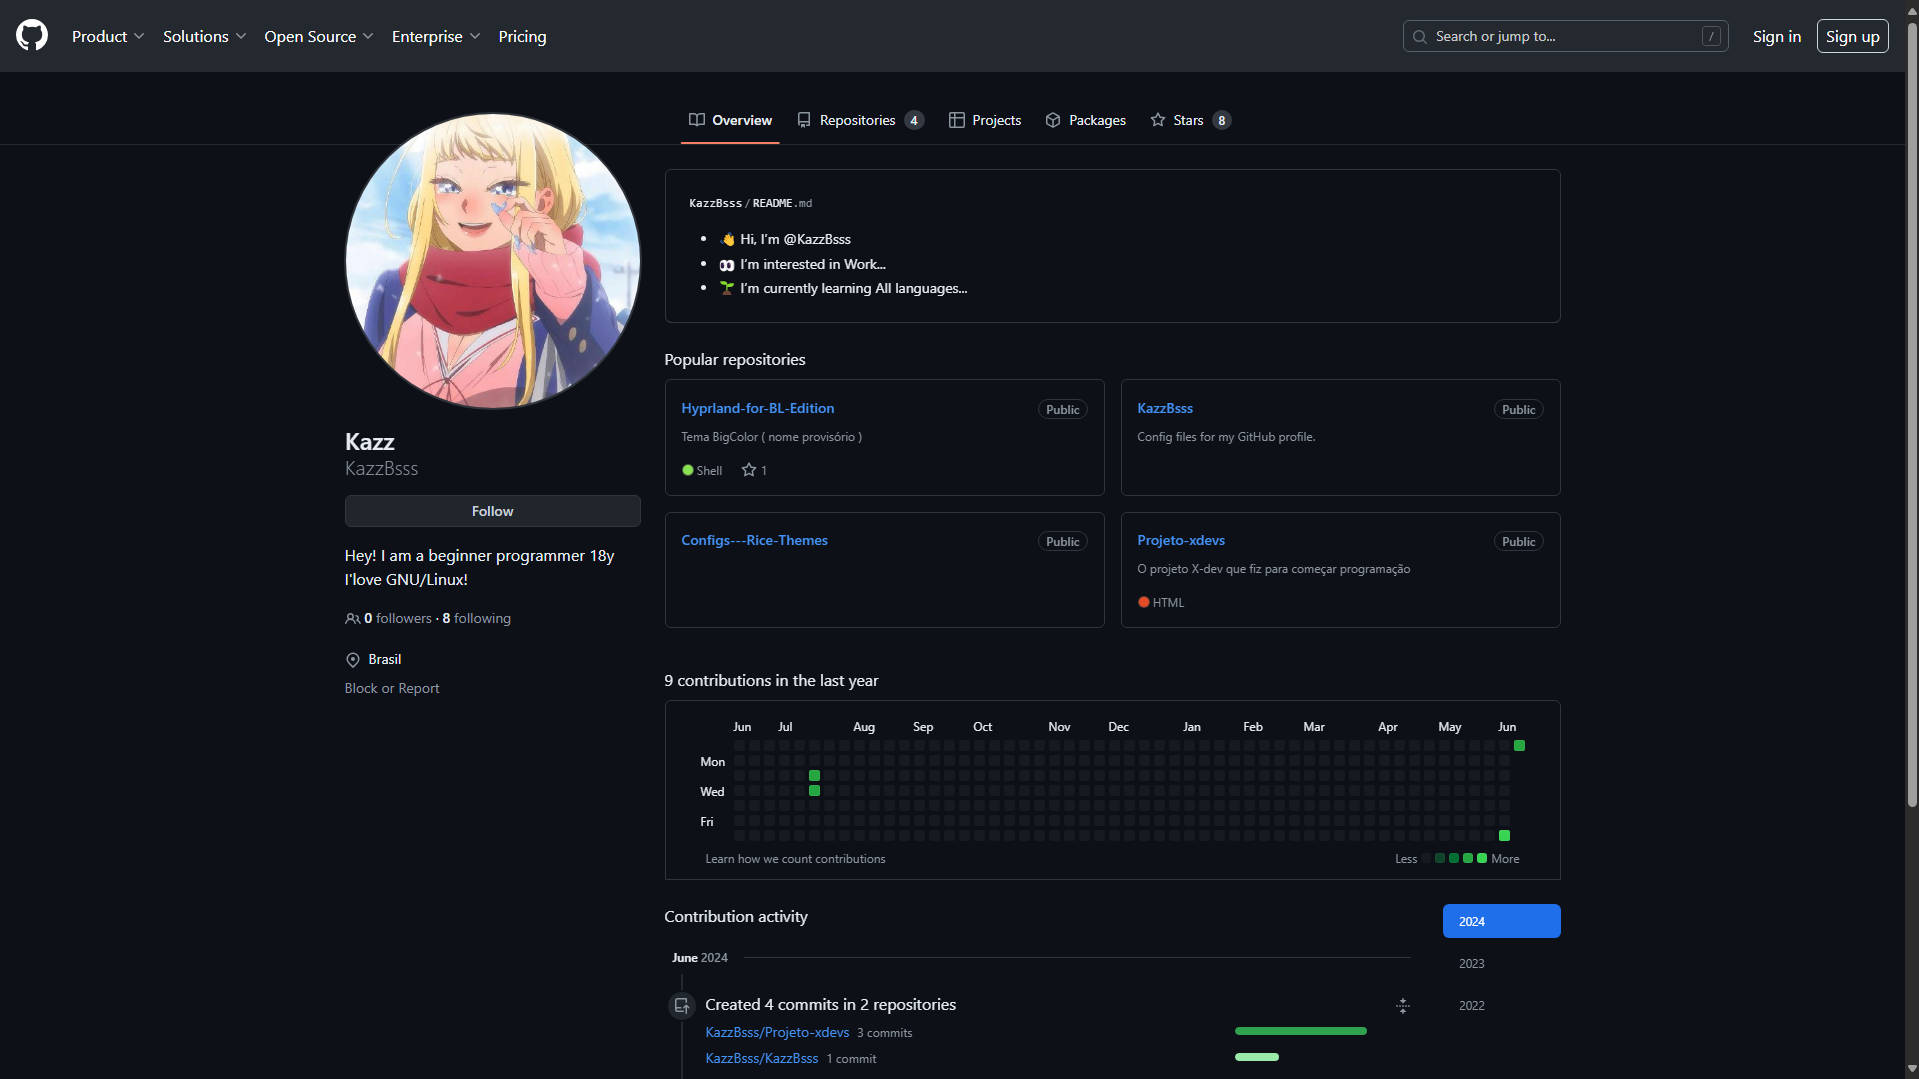 Product Solutions Open Source Enterprise Pricing Search or jump to... / Sign in Sign up
Overview Repositories 4 Projects Packages Stars 8
Kazz
KazzBsss
Follow
Hey! I am a beginner programmer 18y
I'love GNU/Linux!
0 followers · 8 following
Brasil
Block or Report
KazzBsss / README.md
👋 Hi, I’m @KazzBsss
👀 I’m interested in Work...
🌱 I’m currently learning All languages...
Popular repositories
Hyprland-for-BL-Edition Public
Tema BigColor ( nome provisório )
Shell 1
KazzBsss Public
Config files for my GitHub profile.
Configs---Rice-Themes Public
Projeto-xdevs Public
O projeto X-dev que fiz para começar programação
HTML
9 contributions in the last year
Jun Jul Aug Sep Oct Nov Dec Jan Feb Mar Apr May Jun
Mon
Wed
Fri
Learn how we count contributions Less More
Contribution activity
2024
2023
2022
June 2024
Created 4 commits in 2 repositories
KazzBsss/Projeto-xdevs 3 commits
KazzBsss/KazzBsss 1 commit